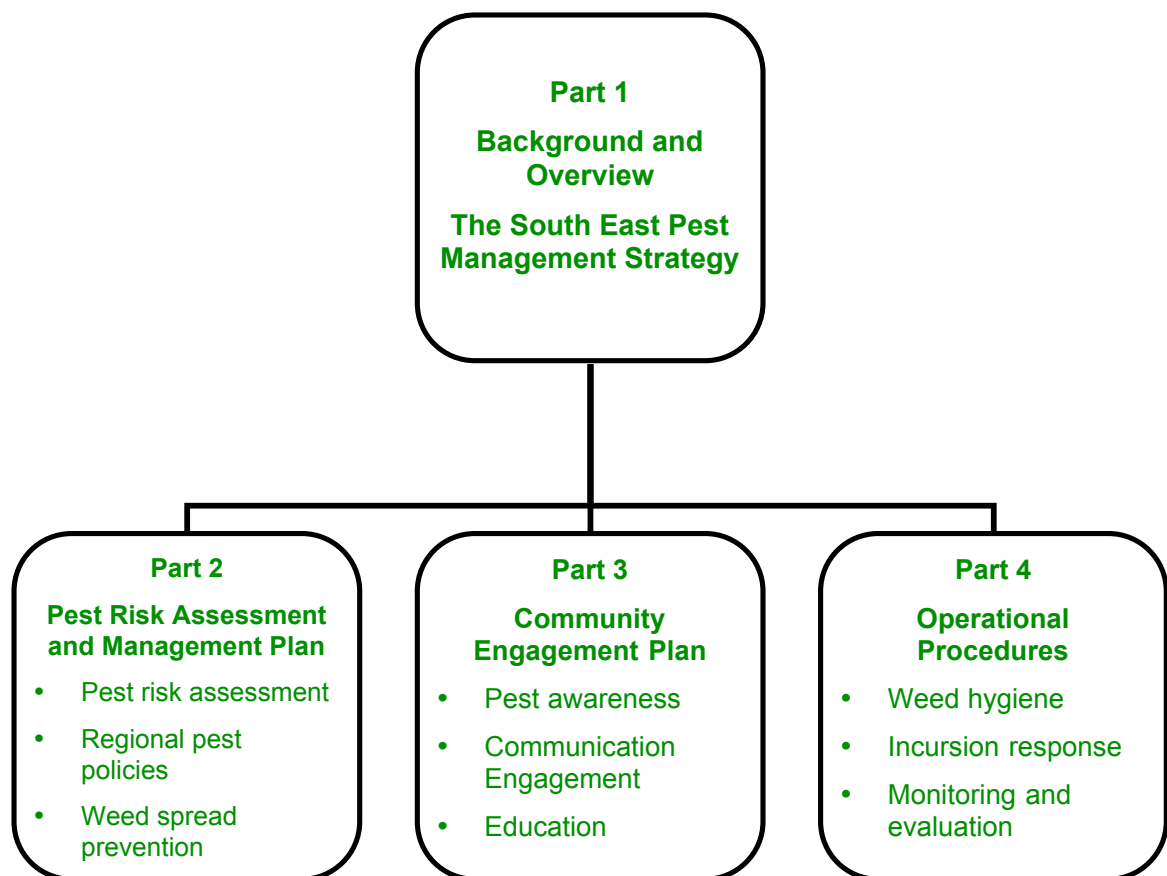 Part 1
Background and
Overview
The South East Pest
Management Strategy
Part 2
Pest Risk Assessment
and Management Plan
• Pest risk assessment
• Regional pest
policies
• Weed spread
prevention
Part 3
Community
Engagement Plan
• Pest awareness
• Communication
Engagement
• Education
Part 4
Operational
Procedures
• Weed hygiene
• Incursion response
• Monitoring and
evaluation